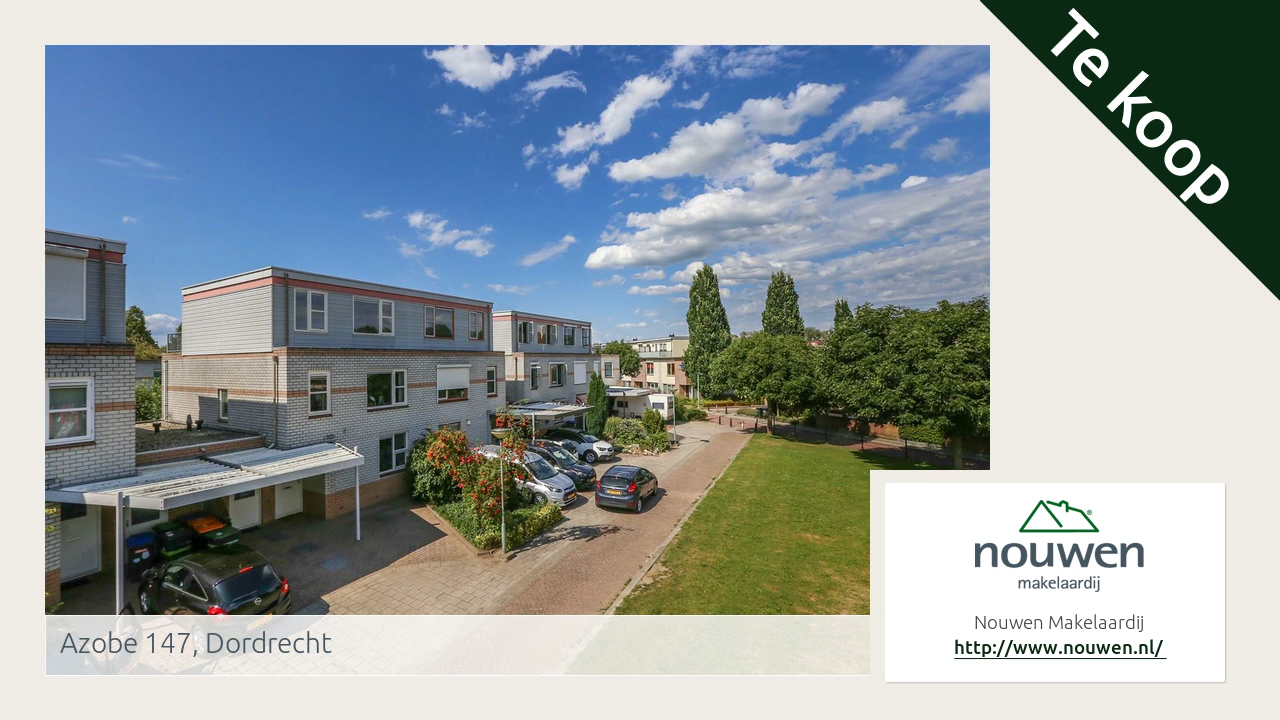 Te koop
Azobe 147, Dordrecht
nouwen®
makelaardij
Nouwen Makelaardij
http://www.nouwen.nl/